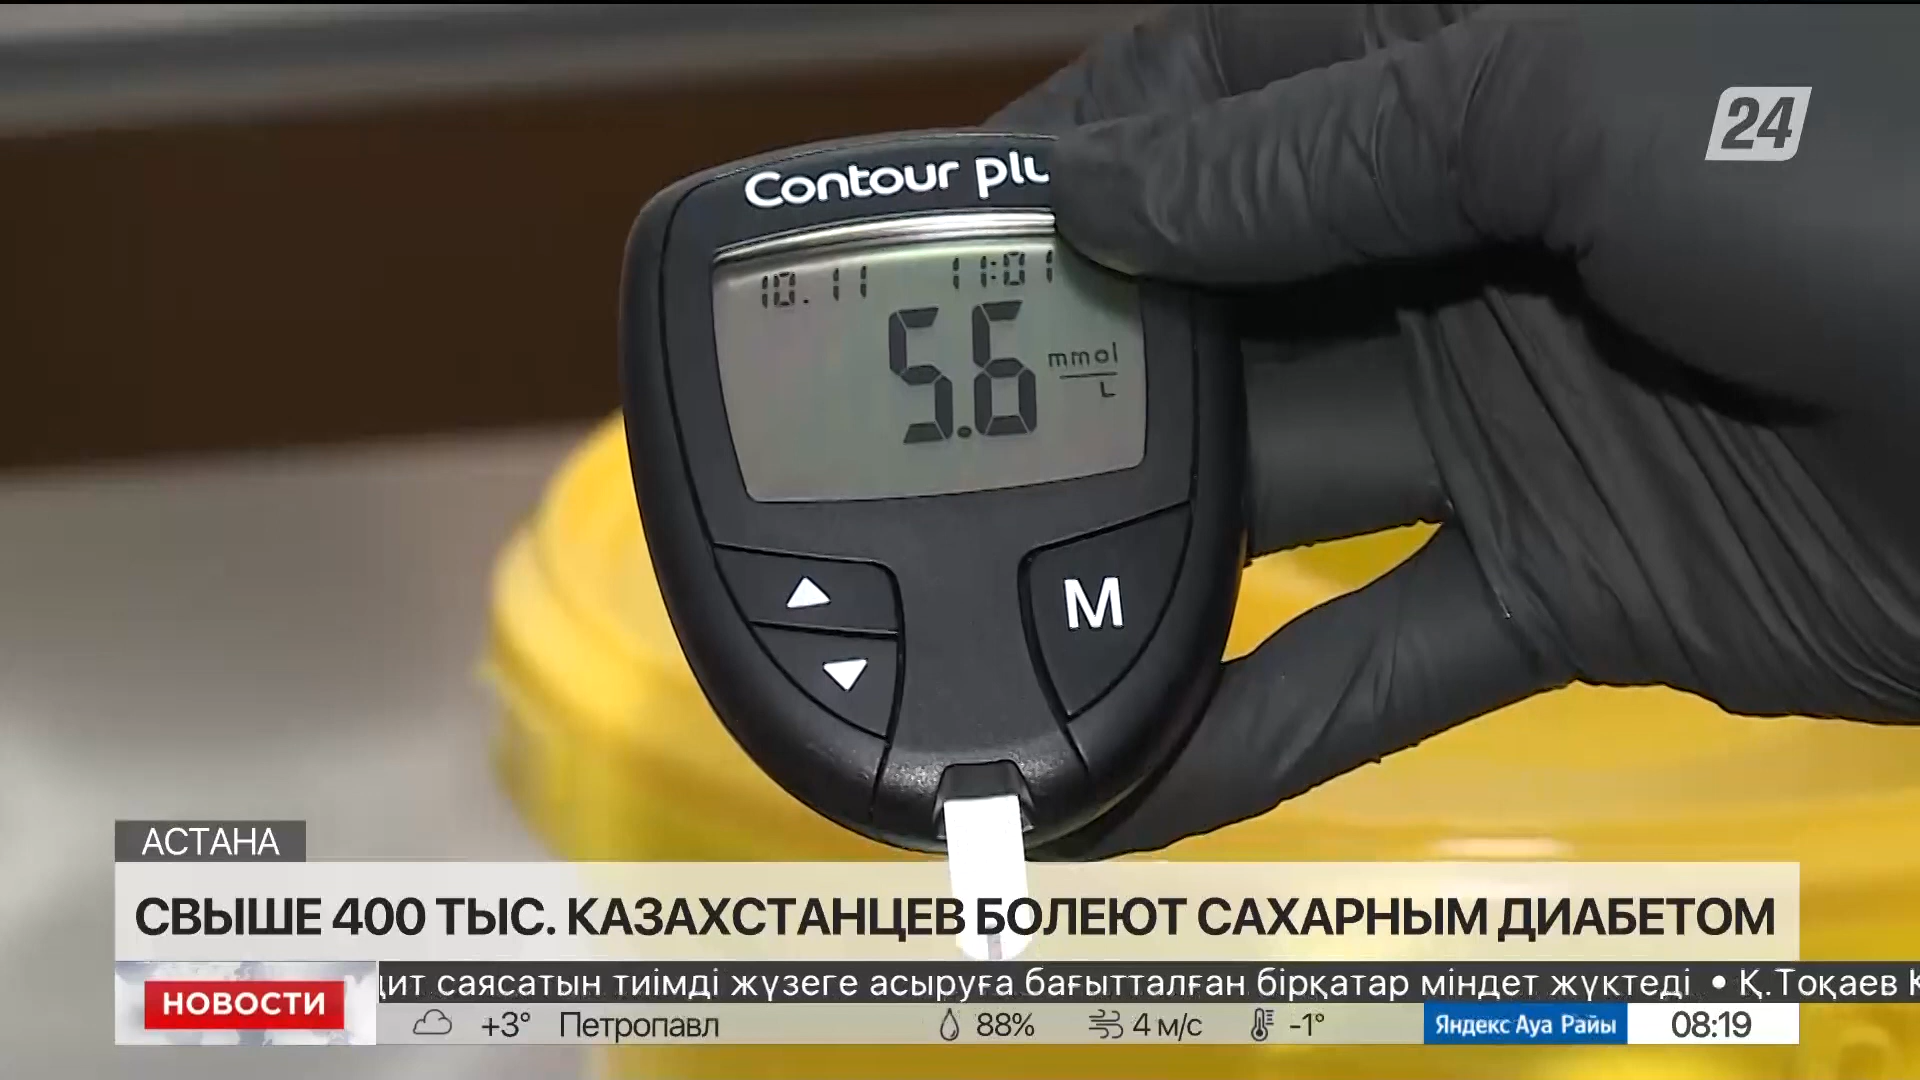 24
Contour plu
10.11 11:01
5.6 mmol/L
M
АСТАНА
СВЫШЕ 400 ТЫС. КАЗАХСТАНЦЕВ БОЛЕЮТ САХАРНЫМ ДИАБЕТОМ
НОВОСТИ
саясатын тиімді жүзеге асыруға бағытталған бірқатар міндет жүктеді • Қ.Тоқаев
+3° Петропавл 88% 4 м/с -1° Яндекс Ауа Райы 08:19